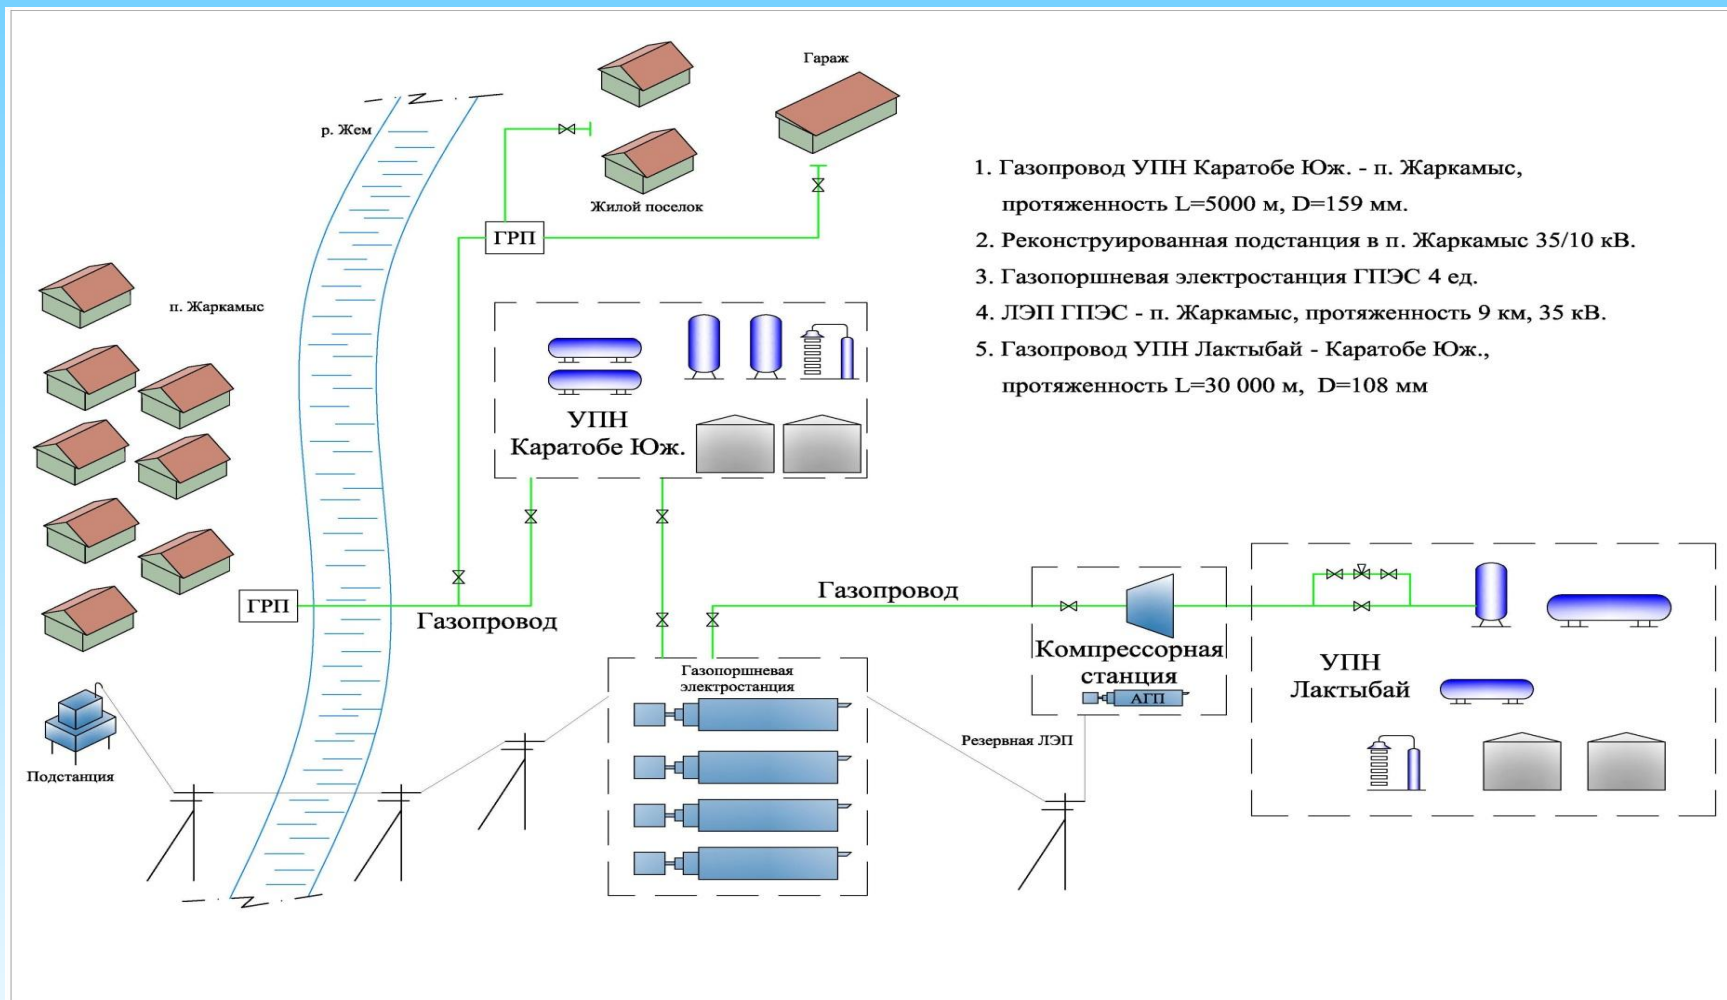 Гараж
р. Жем
1. Газопровод УПН Каратобе Юж. - п. Жаркамыс,
протяженность L=5000 м, D=159 мм.
Жилой поселок
ГРП
2. Реконструированная подстанция в п. Жаркамыс 35/10 кВ.
3. Газопоршневая электростанция ГПЭС 4 ед.
п. Жаркамыс
4. ЛЭП ГПЭС - п. Жаркамыс, протяженность 9 км, 35 кВ.
5. Газопровод УПН Лактыбай - Каратобе Юж.,
протяженность L=30 000 м, D=108 мм
УПН
Каратобе Юж.
Газопровод
ГРП
Газопровод
Компрессорная
станция
АГП
УПН
Лактыбай
Газопоршневая
электростанция
Резервная ЛЭП
Подстанция